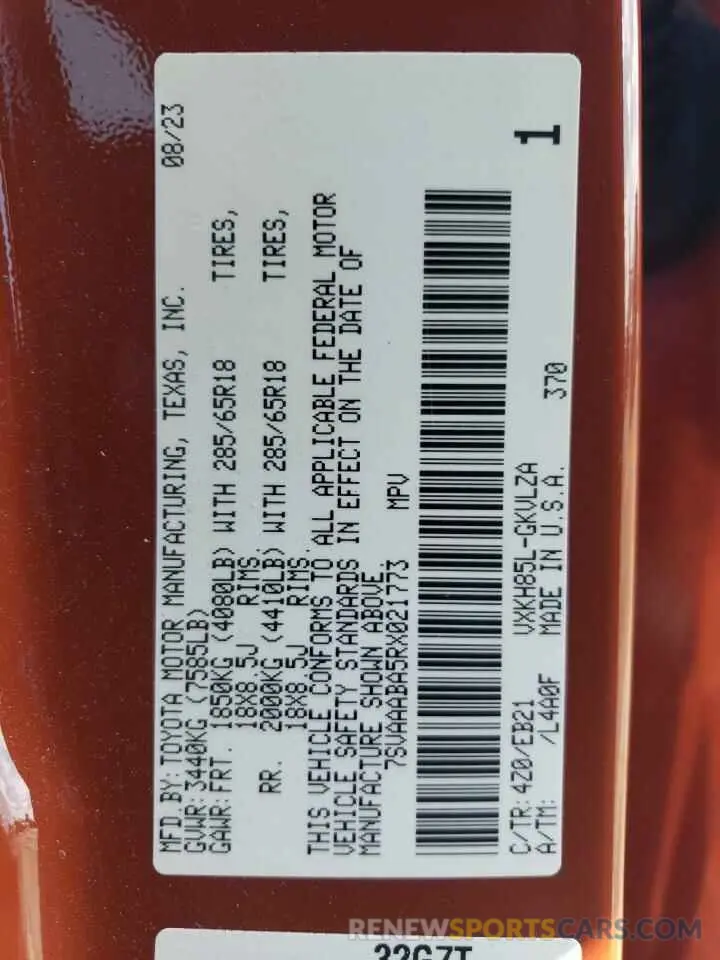 MFD.BY:TOYOTA MOTOR MANUFACTURING, TEXAS, INC. 08/23
GVWR:3440KG (7585LB)
GAWR:FRT. 1850KG (4080LB) WITH 285/65R18 TIRES,
18X8.5J RIMS.
RR. 2000KG (4410LB) WITH 285/65R18 TIRES,
18X8.5J RIMS.
THIS VEHICLE CONFORMS TO ALL APPLICABLE FEDERAL MOTOR
VEHICLE SAFETY STANDARDS IN EFFECT ON THE DATE OF
MANUFACTURE SHOWN ABOVE.
7SVAAABA5RX021773 MPV
C/TR:4Z0/EB21 VXKH85L-GKVLZA
A/TM: /L4A0F MADE IN U.S.A. 370
1
32G7T
RENEWSPORTSCARS.COM